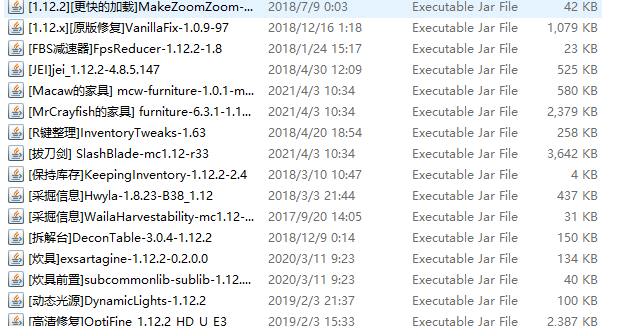 [1.12.2][更快的加载]MakeZoomZoom-... 2018/7/9 0:03 Executable Jar File 42 KB
[1.12.x][原版修复]VanillaFix-1.0.9-97 2018/12/16 1:18 Executable Jar File 1,079 KB
[FBS减速器]FpsReducer-1.12.2-1.8 2018/1/24 15:17 Executable Jar File 23 KB
[JEI]jei_1.12.2-4.8.5.147 2018/4/30 12:09 Executable Jar File 525 KB
[Macaw的家具] mcw-furniture-1.0.1-m... 2021/4/3 10:34 Executable Jar File 580 KB
[MrCrayfish的家具] furniture-6.3.1-1.1... 2021/4/3 10:34 Executable Jar File 2,379 KB
[R键整理]InventoryTweaks-1.63 2018/4/20 18:54 Executable Jar File 258 KB
[拔刀剑] SlashBlade-mc1.12-r33 2021/4/3 10:34 Executable Jar File 3,642 KB
[保持库存]KeepingInventory-1.12.2-2.4 2018/3/10 10:47 Executable Jar File 4 KB
[采掘信息]Hwyla-1.8.23-B38_1.12 2018/3/3 21:44 Executable Jar File 437 KB
[采掘信息]WailaHarvestability-mc1.12-... 2017/9/20 14:05 Executable Jar File 31 KB
[拆解台]DeconTable-3.0.4-1.12.2 2018/12/9 0:14 Executable Jar File 150 KB
[炊具]exsartagine-1.12.2-0.2.0.0 2020/3/11 9:23 Executable Jar File 134 KB
[炊具前置]subcommonlib-sublib-1.12.... 2020/3/11 9:23 Executable Jar File 40 KB
[动态光源]DynamicLights-1.12.2 2019/2/3 21:37 Executable Jar File 100 KB
[高清修复]OptiFine_1.12.2_HD_U_E3 2019/2/3 15:33 Executable Jar File 2,387 KB